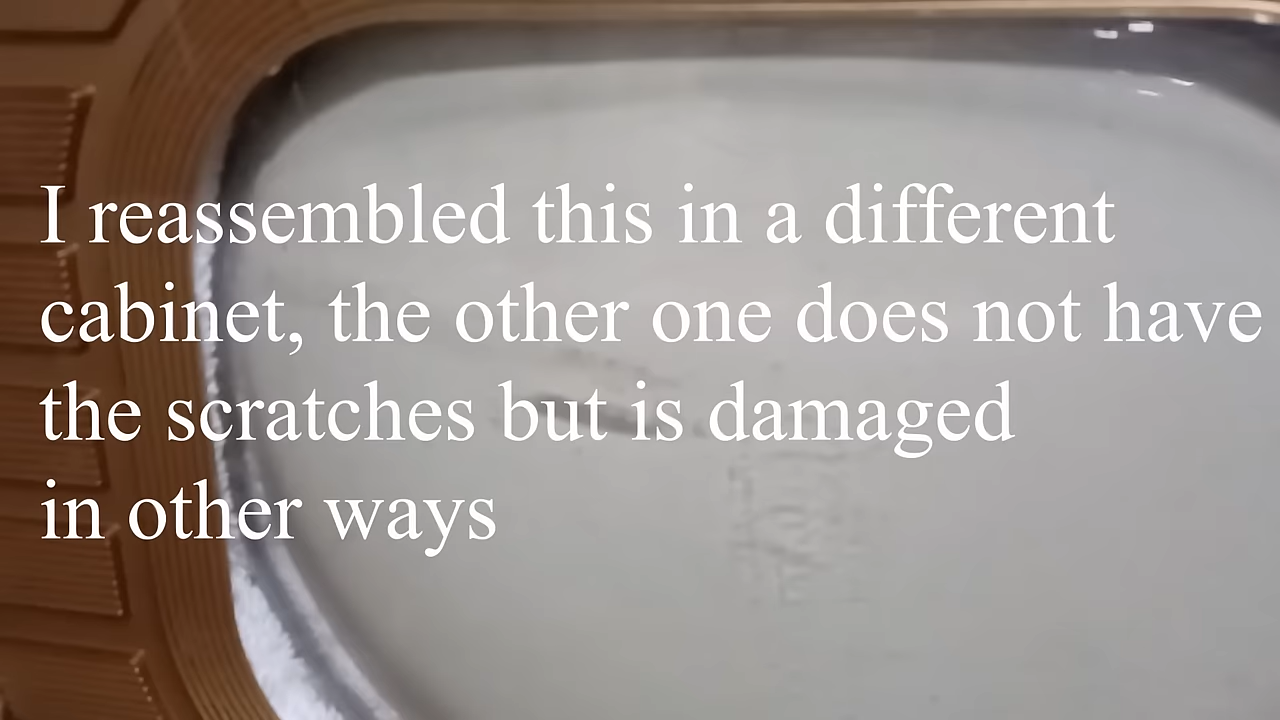 I reassembled this in a different
cabinet, the other one does not have
the scratches but is damaged
in other ways